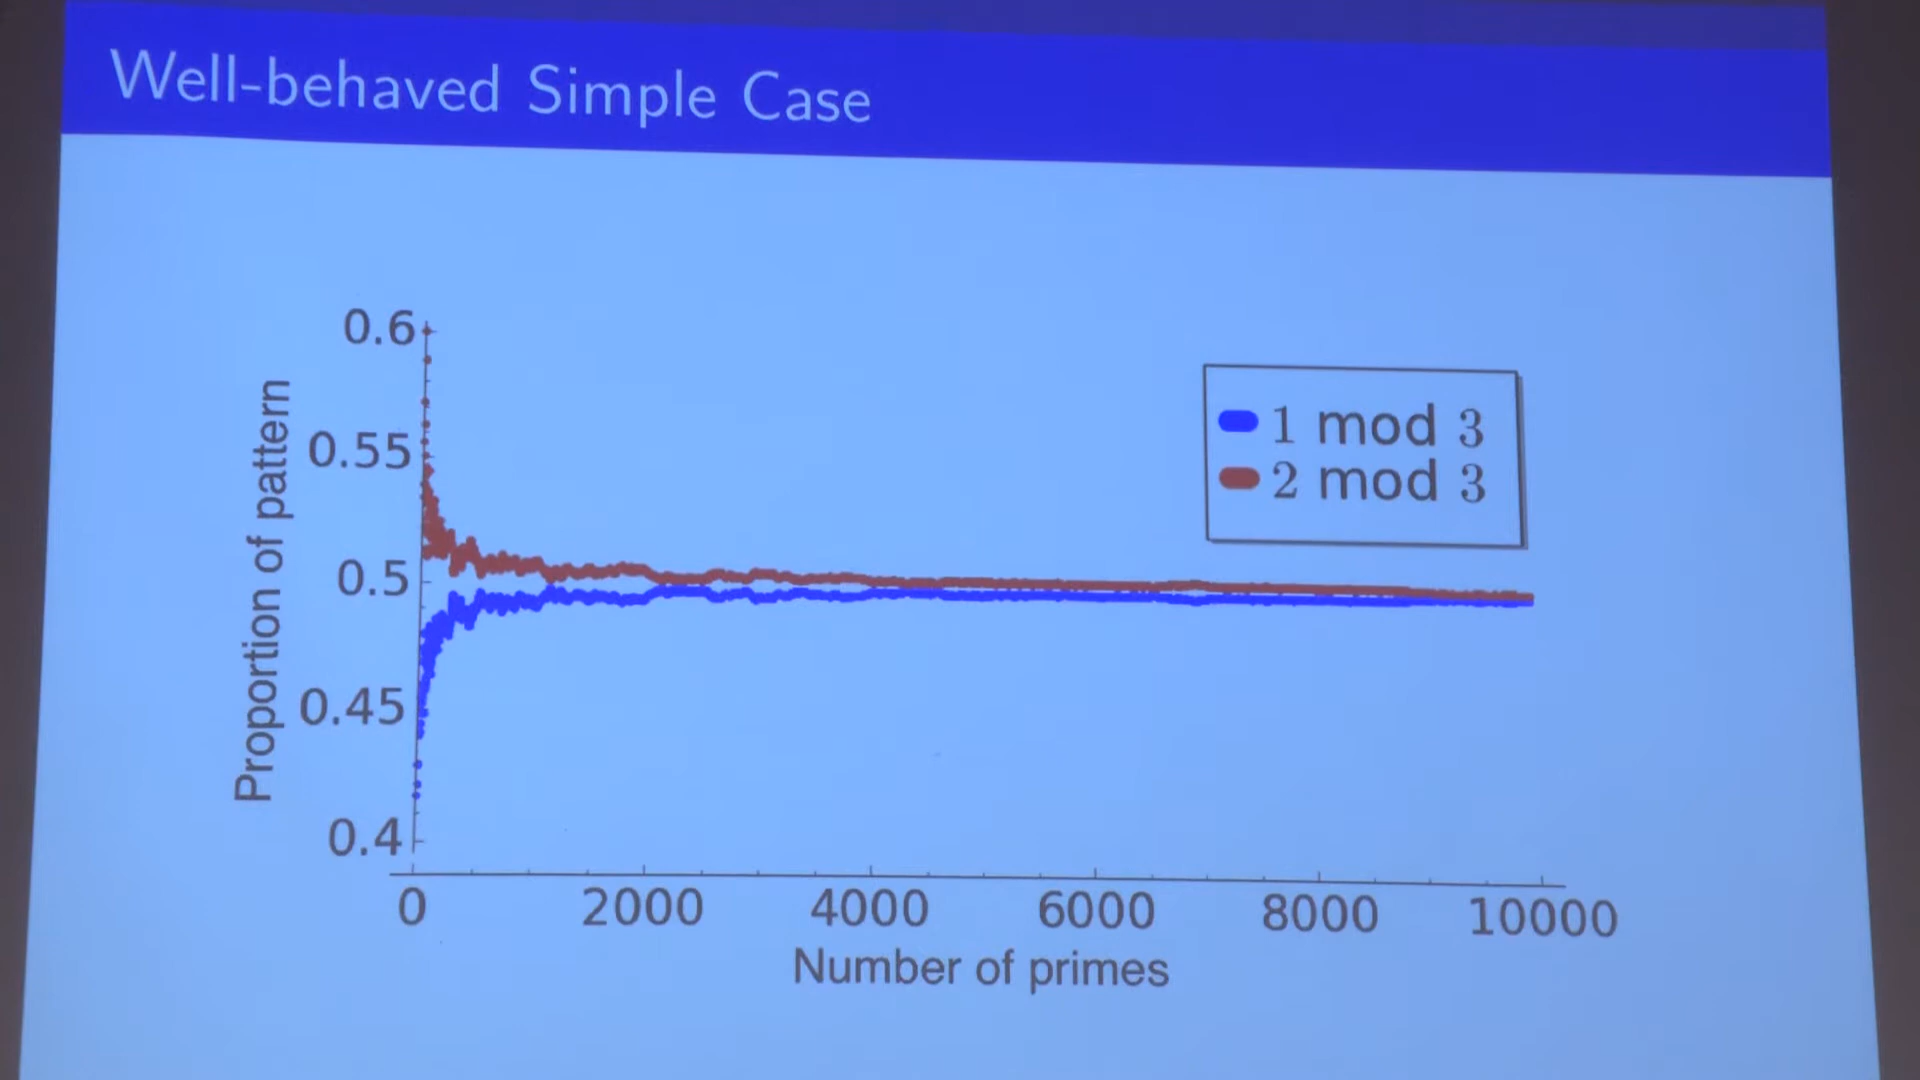 Well-behaved Simple Case
0.6
0.55
0.5
0.45
0.4
Proportion of pattern
1 mod 3
2 mod 3
0 2000 4000 6000 8000 10000
Number of primes